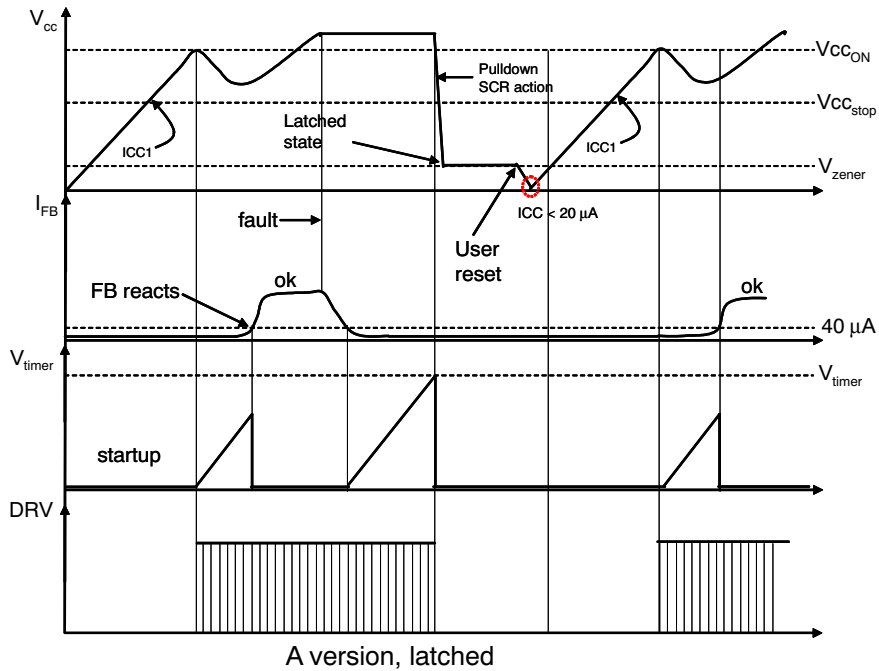 Vcc
VccON
Pulldown
SCR action
Vccstop
Latched
state
ICC1
ICC1
Vzener
IFB
ICC < 20 μA
fault
User
reset
ok
ok
FB reacts
40 μA
Vtimer
Vtimer
startup
DRV
A version, latched